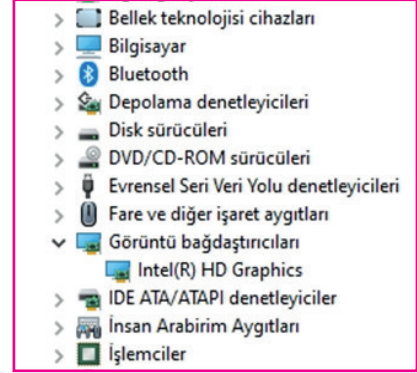 Bellek teknolojisi cihazları
Bilgisayar
Bluetooth
Depolama denetleyicileri
Disk sürücüleri
DVD/CD-ROM sürücüleri
Evrensel Seri Veri Yolu denetleyicileri
Fare ve diğer işaret aygıtları
Görüntü bağdaştırıcıları
Intel(R) HD Graphics
IDE ATA/ATAPI denetleyiciler
İnsan Arabirim Aygıtları
İşlemciler